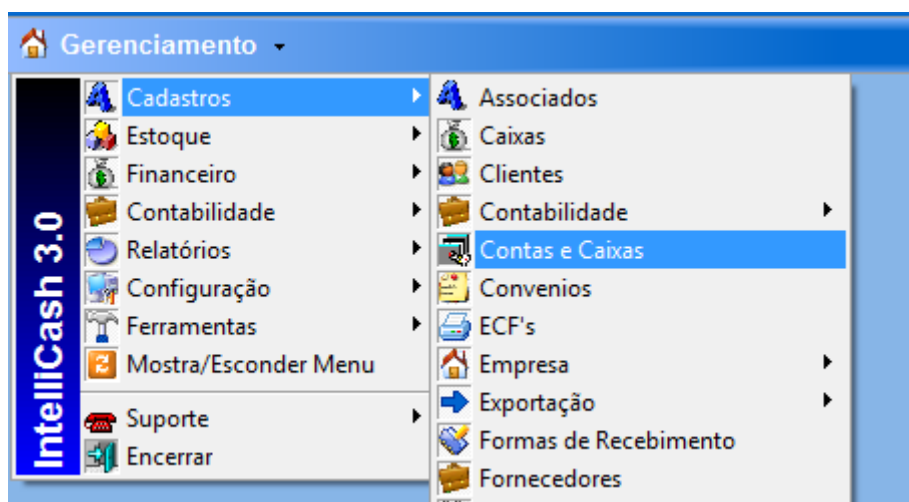 Gerenciamento
Cadastros
Estoque
Financeiro
Contabilidade
Relatórios
Configuração
Ferramentas
Mostra/Esconder Menu
Suporte
Encerrar
IntelliCash 3.0
Associados
Caixas
Clientes
Contabilidade
Contas e Caixas
Convenios
ECF's
Empresa
Exportação
Formas de Recebimento
Fornecedores